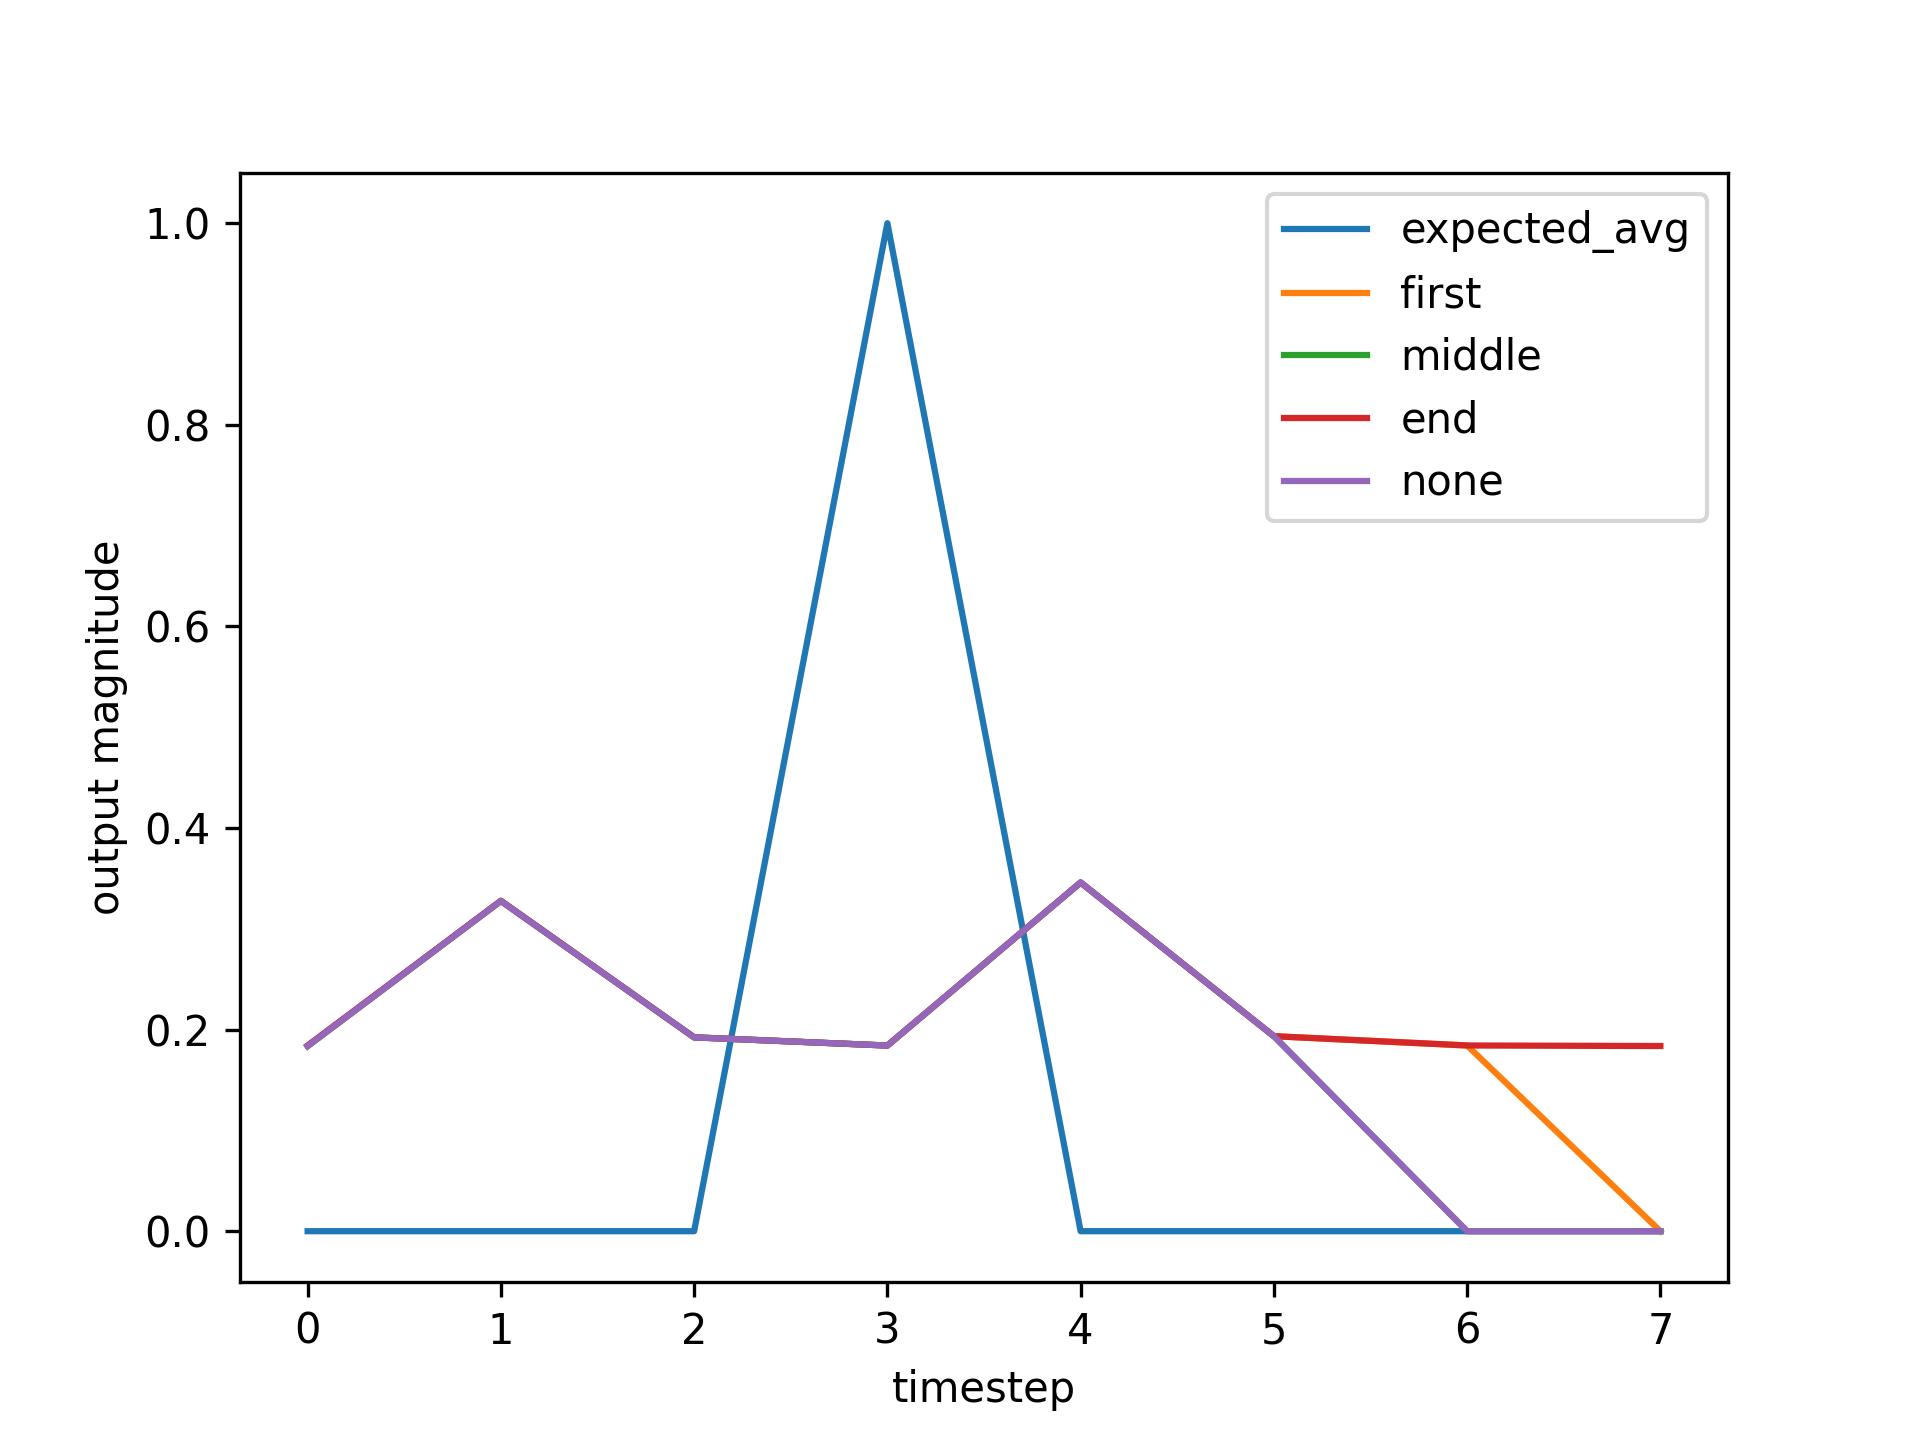 expected_avg
first
middle
end
none
output magnitude
1.0
0.8
0.6
0.4
0.2
0.0
0 1 2 3 4 5 6 7
timestep